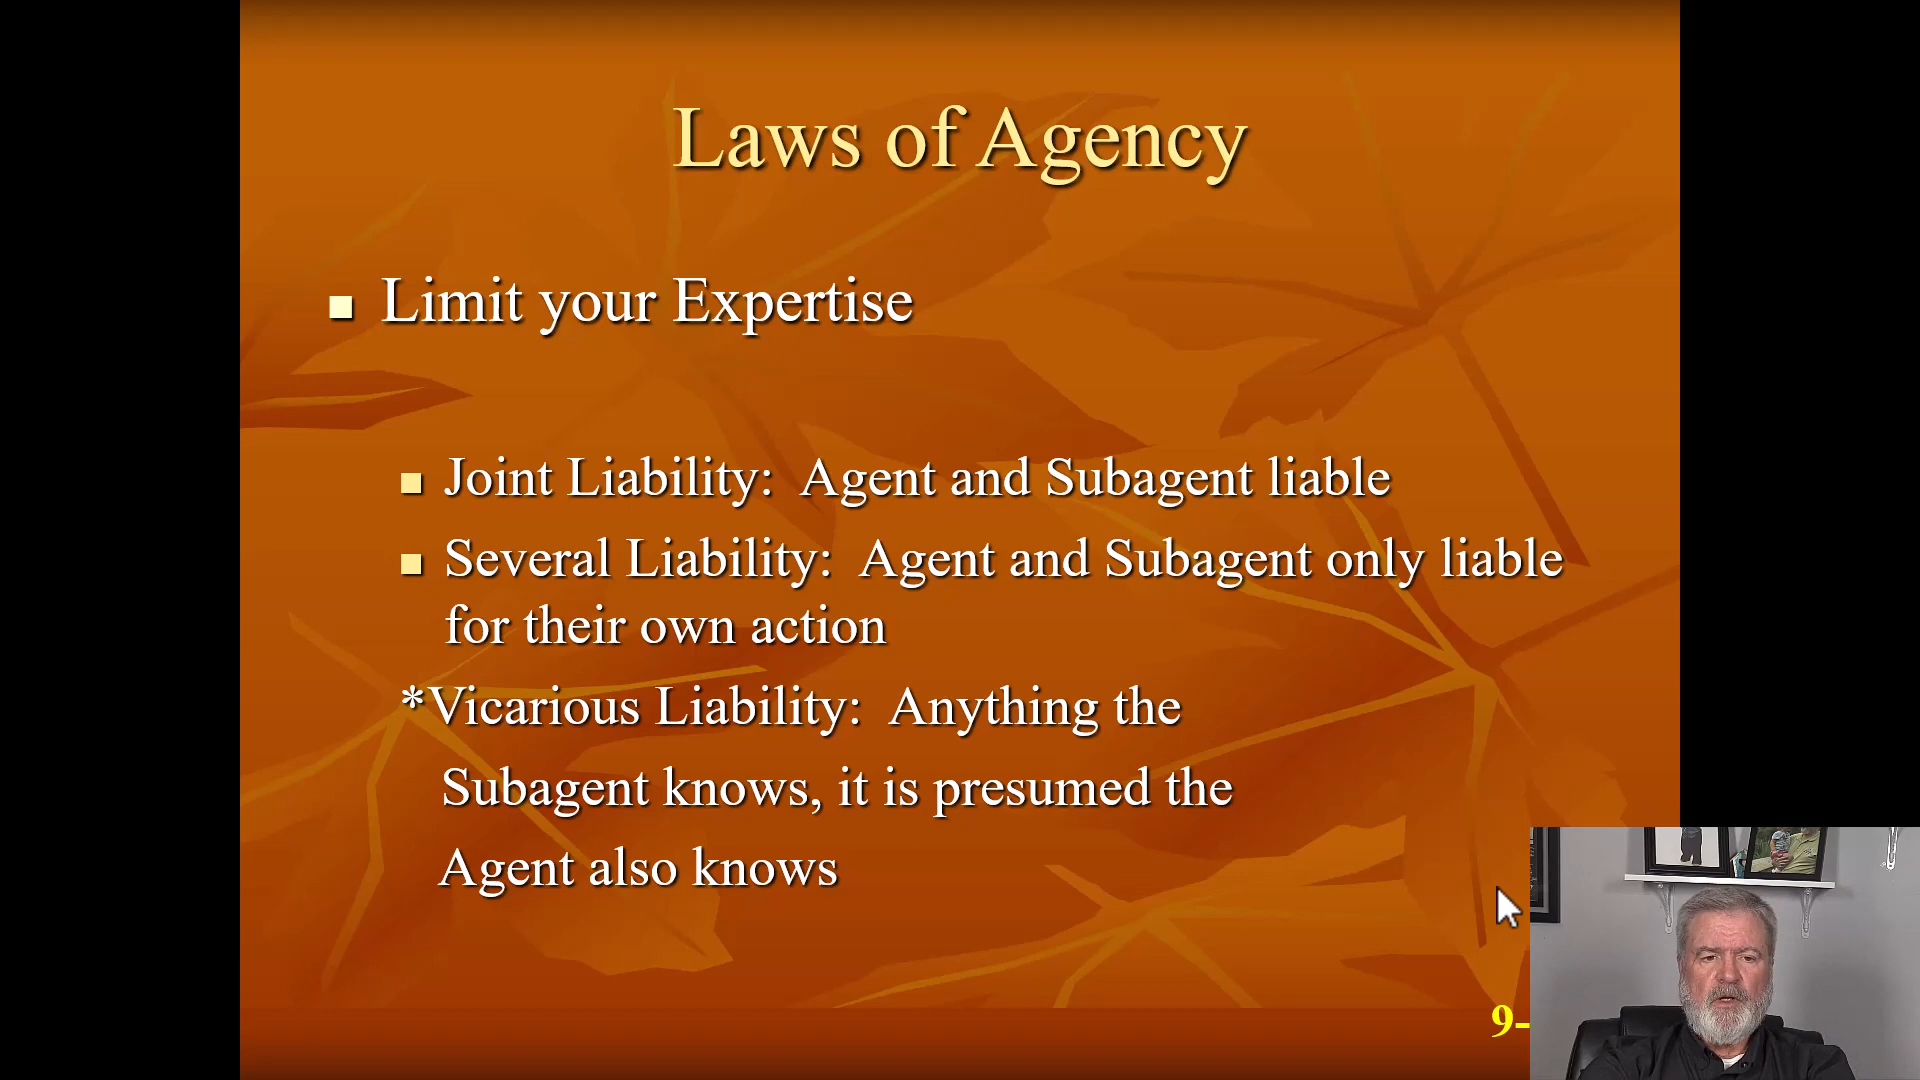 Laws of Agency
Limit your Expertise
Joint Liability: Agent and Subagent liable
Several Liability: Agent and Subagent only liable
for their own action
*Vicarious Liability: Anything the
Subagent knows, it is presumed the
Agent also knows
9-